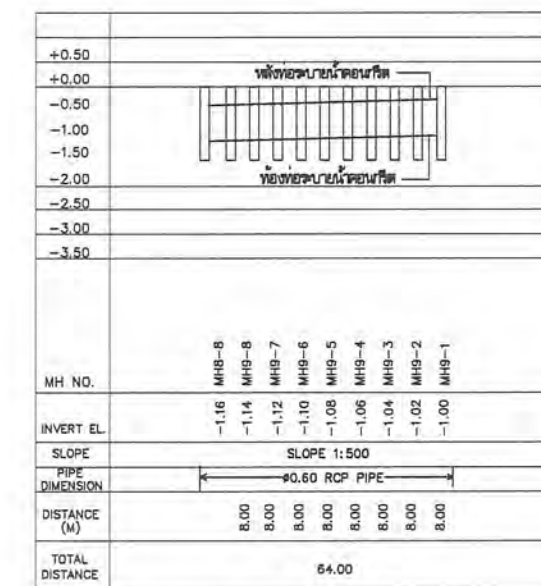 +0.50
+0.00
หลังท่อระบายน้ำคอนกรีต
-0.50
-1.00
-1.50
ท้องท่อระบายน้ำคอนกรีต
-2.00
-2.50
-3.00
-3.50
MH NO. MH8-8 MH9-8 MH9-7 MH9-6 MH9-5 MH9-4 MH9-3 MH9-2 MH9-1
INVERT EL. -1.16 -1.14 -1.12 -1.10 -1.08 -1.06 -1.04 -1.02 -1.00
SLOPE SLOPE 1:500
PIPE
DIMENSION
ø0.60 RCP PIPE
DISTANCE
(M)
8.00 8.00 8.00 8.00 8.00 8.00 8.00 8.00
TOTAL
DISTANCE
64.00